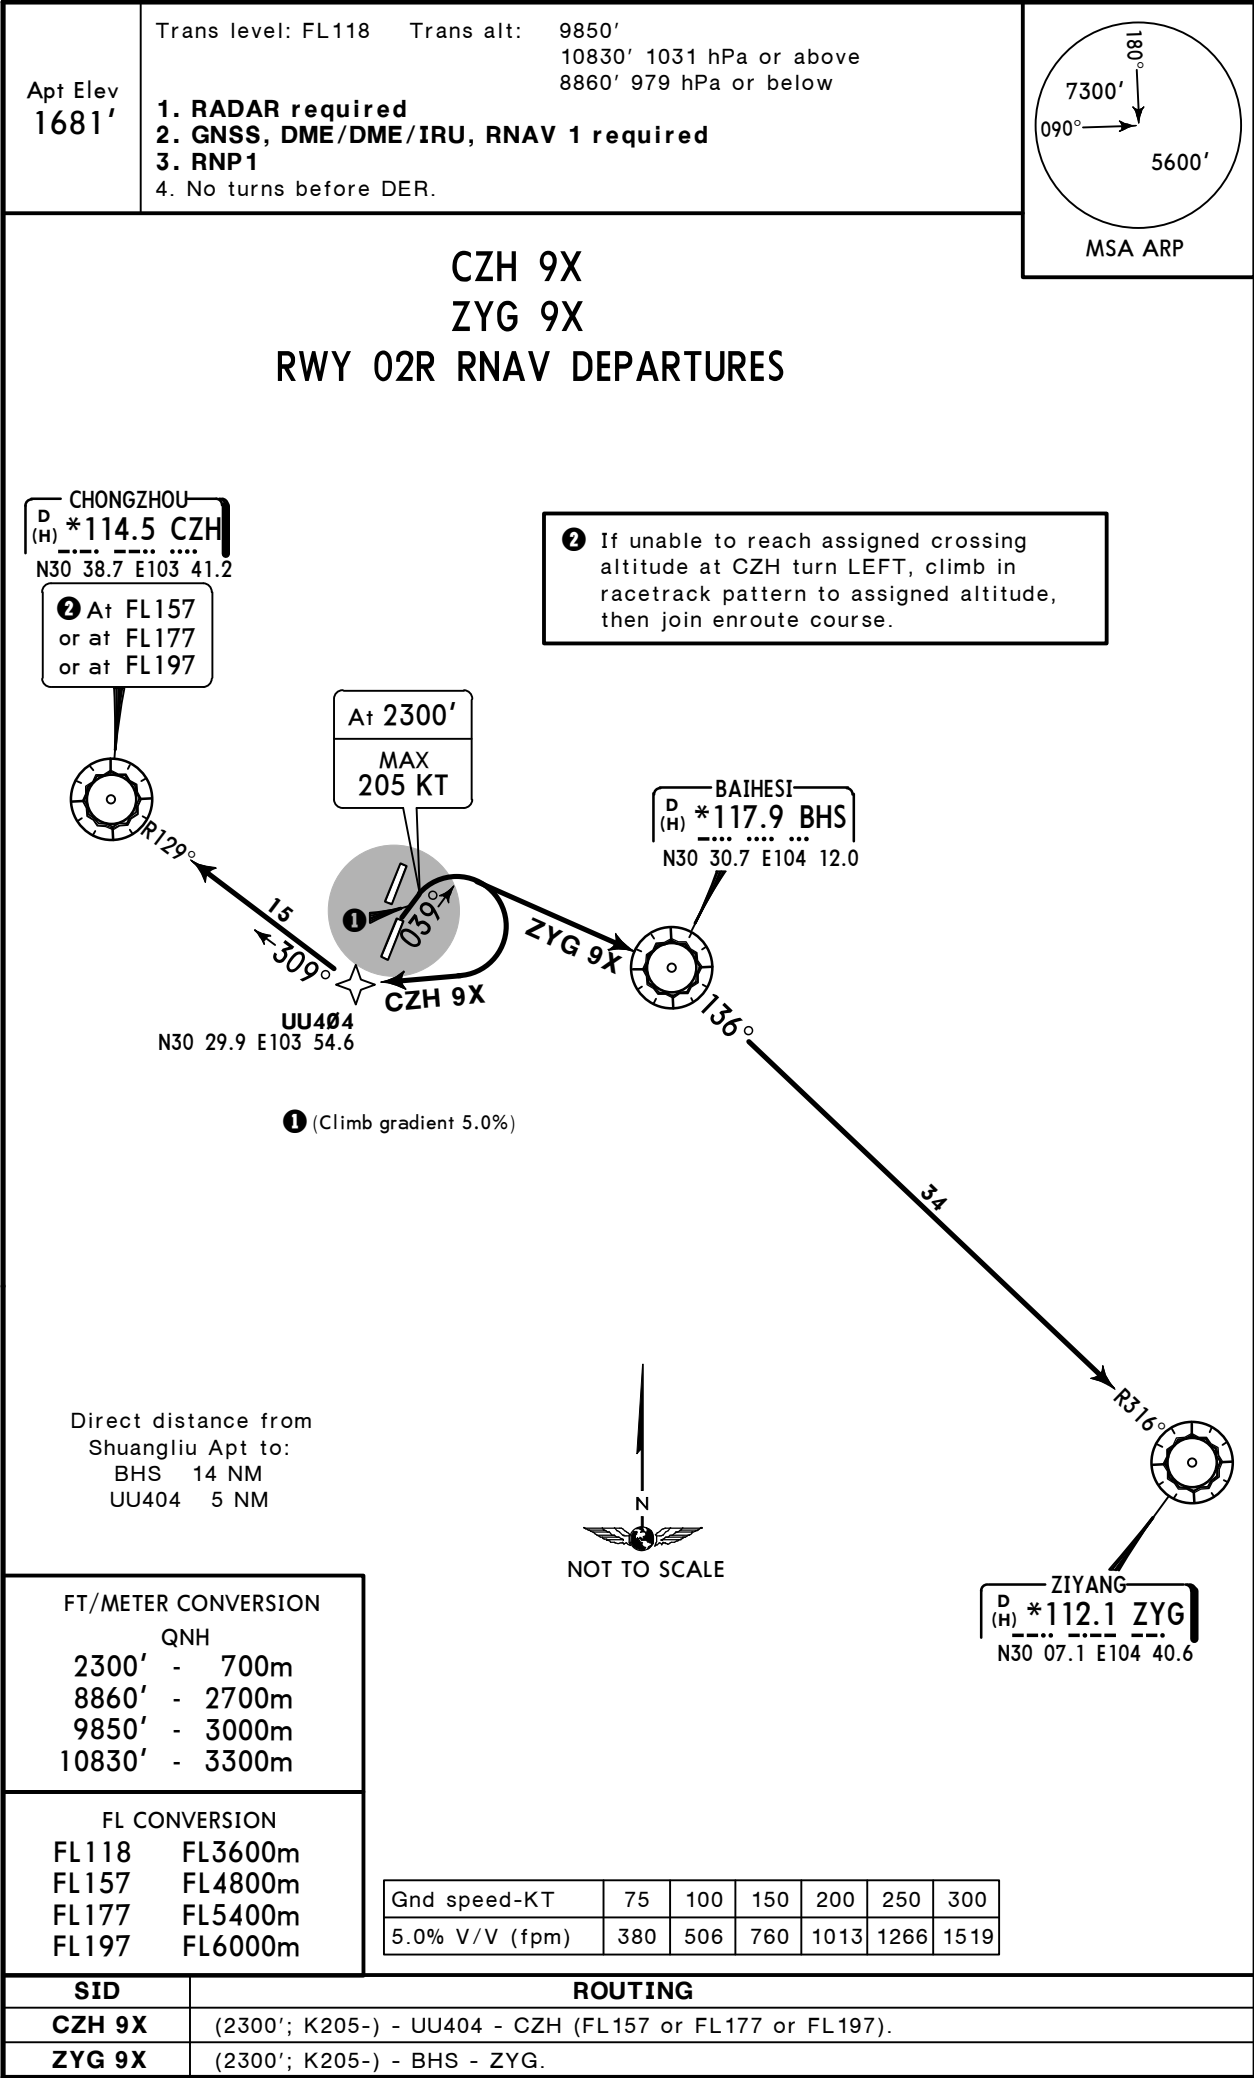 Apt Elev
1681'
Trans level: FL118 Trans alt: 9850'
10830' 1031 hPa or above
8860' 979 hPa or below
1. RADAR required
2. GNSS, DME/DME/IRU, RNAV 1 required
3. RNP1
4. No turns before DER.
180°
7300'
090°
5600'
MSA ARP
CZH 9X
ZYG 9X
RWY 02R RNAV DEPARTURES
CHONGZHOU
D
(H) *114.5 CZH
N30 38.7 E103 41.2
2 At FL157
or at FL177
or at FL197
2 If unable to reach assigned crossing
altitude at CZH turn LEFT, climb in
racetrack pattern to assigned altitude,
then join enroute course.
At 2300'
MAX
205 KT
BAIHESI
D
(H) *117.9 BHS
N30 30.7 E104 12.0
R129°
15
309°
1
039°
ZYG 9X
CZH 9X
UU404
N30 29.9 E103 54.6
136°
1 (Climb gradient 5.0%)
34
R316°
Direct distance from
Shuangliu Apt to:
BHS 14 NM
UU404 5 NM
N
NOT TO SCALE
ZIYANG
D
(H) *112.1 ZYG
N30 07.1 E104 40.6
FT/METER CONVERSION
QNH
2300' - 700m
8860' - 2700m
9850' - 3000m
10830' - 3300m
FL CONVERSION
FL118 FL3600m
FL157 FL4800m
FL177 FL5400m
FL197 FL6000m
Gnd speed-KT 75 100 150 200 250 300
5.0% V/V (fpm) 380 506 760 1013 1266 1519
SID ROUTING
CZH 9X (2300'; K205-) - UU404 - CZH (FL157 or FL177 or FL197).
ZYG 9X (2300'; K205-) - BHS - ZYG.